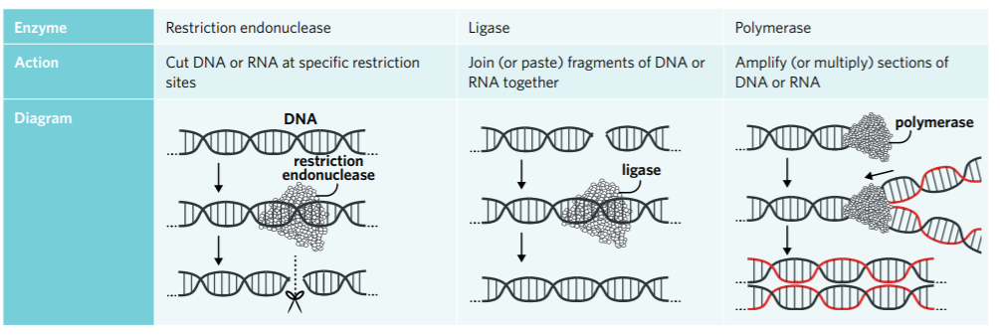 Enzyme
Restriction endonuclease
Ligase
Polymerase
Action
Cut DNA or RNA at specific restriction
sites
Join (or paste) fragments of DNA or
RNA together
Amplify (or multiply) sections of
DNA or RNA
Diagram
DNA
restriction
endonuclease
ligase
polymerase